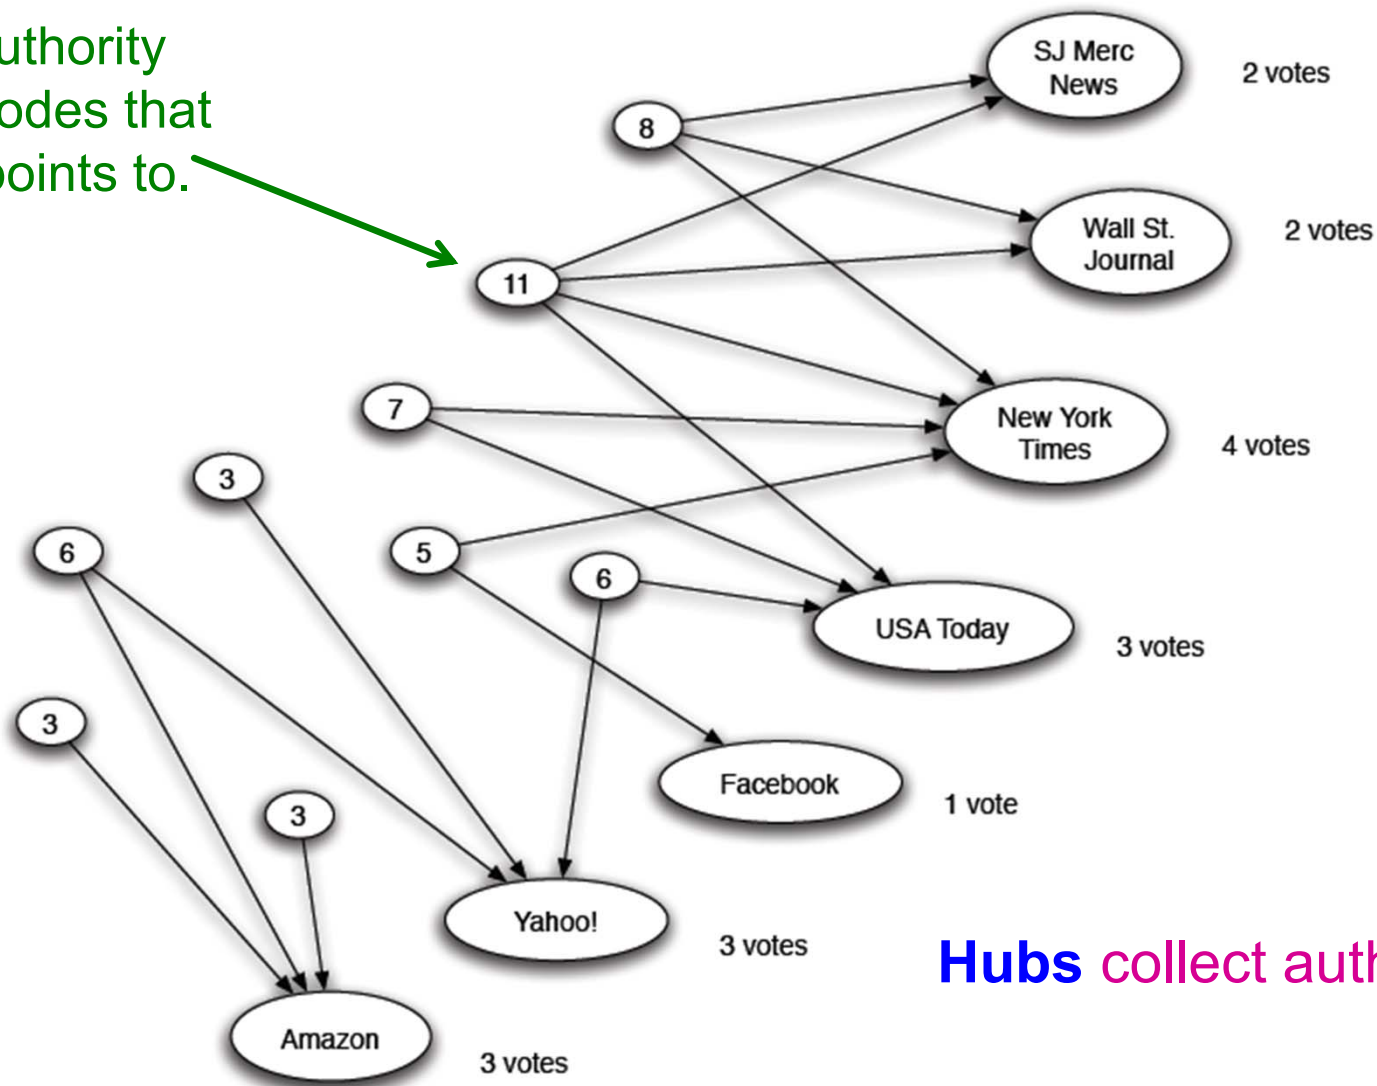 uthority
odes that
points to.
SJ Merc
News
2 votes
8
Wall St.
Journal
2 votes
11
7
New York
Times
4 votes
3
6
5
6
USA Today
3 votes
3
Facebook
1 vote
3
Yahoo!
3 votes
Hubs collect auth
Amazon
3 votes